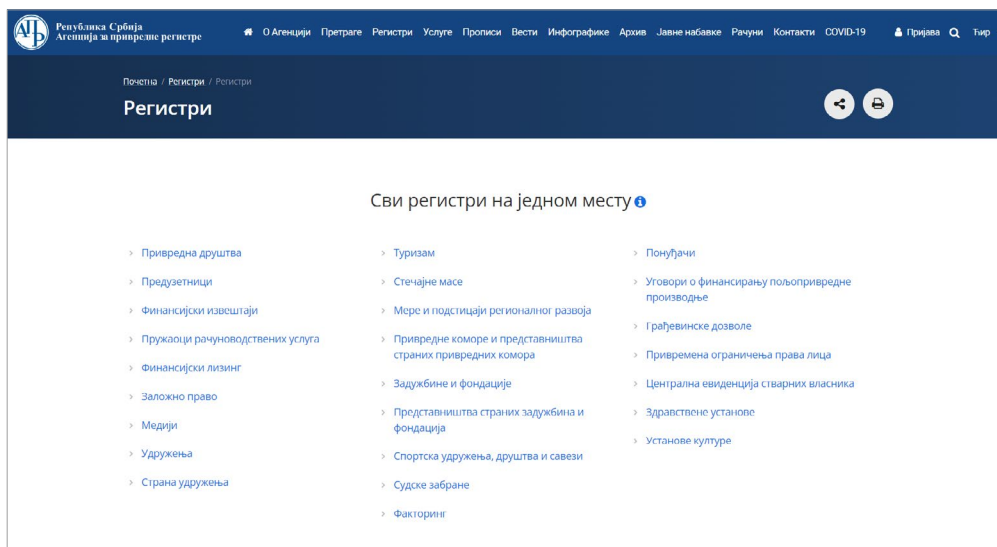 Република Србија
Агенција за привредне регистре
О Агенцији Претраге Регистри Услуге Прописи Вести Инфографике Архив Јавне набавке Рачуни Контакти COVID-19 Пријава Ћир
Почетна / Регистри / Регистри
Регистри
Сви регистри на једном месту
Привредна друштва
Предузетници
Финансијски извештаји
Пружаоци рачуноводствених услуга
Финансијски лизинг
Заложно право
Медији
Удружења
Страна удружења
Туризам
Стечајне масе
Мере и подстицаји регионалног развоја
Привредне коморе и представништва
страних привредних комора
Задужбине и фондације
Представништва страних задужбина и
фондација
Спортска удружења, друштва и савези
Судске забране
Факторинг
Понуђачи
Уговори о финансирању пољопривредне
производње
Грађевинске дозволе
Привремена ограничења права лица
Централна евиденција стварних власника
Здравствене установе
Установе културе